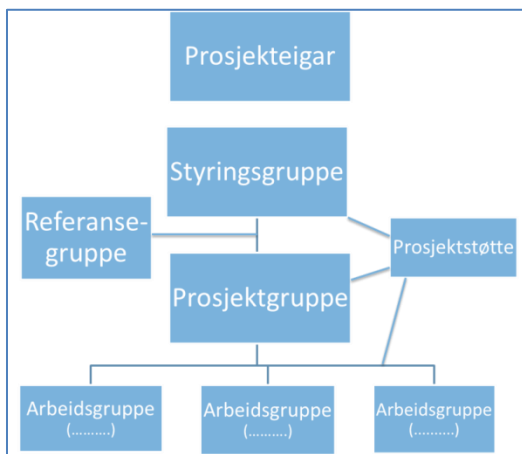 Prosjekteigar
Styringsgruppe
Referanse-
gruppe
Prosjektstøtte
Prosjektgruppe
Arbeidsgruppe
(..........)
Arbeidsgruppe
(..........)
Arbeidsgruppe
(..........)